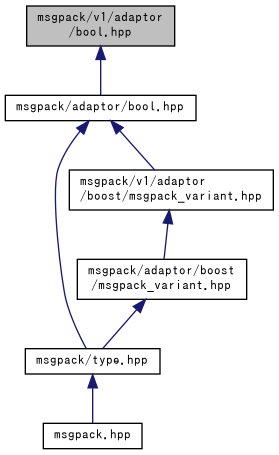 msgpack/v1/adaptor
/bool.hpp
msgpack/adaptor/bool.hpp
msgpack/v1/adaptor
/boost/msgpack_variant.hpp
msgpack/adaptor/boost
/msgpack_variant.hpp
msgpack/type.hpp
msgpack.hpp